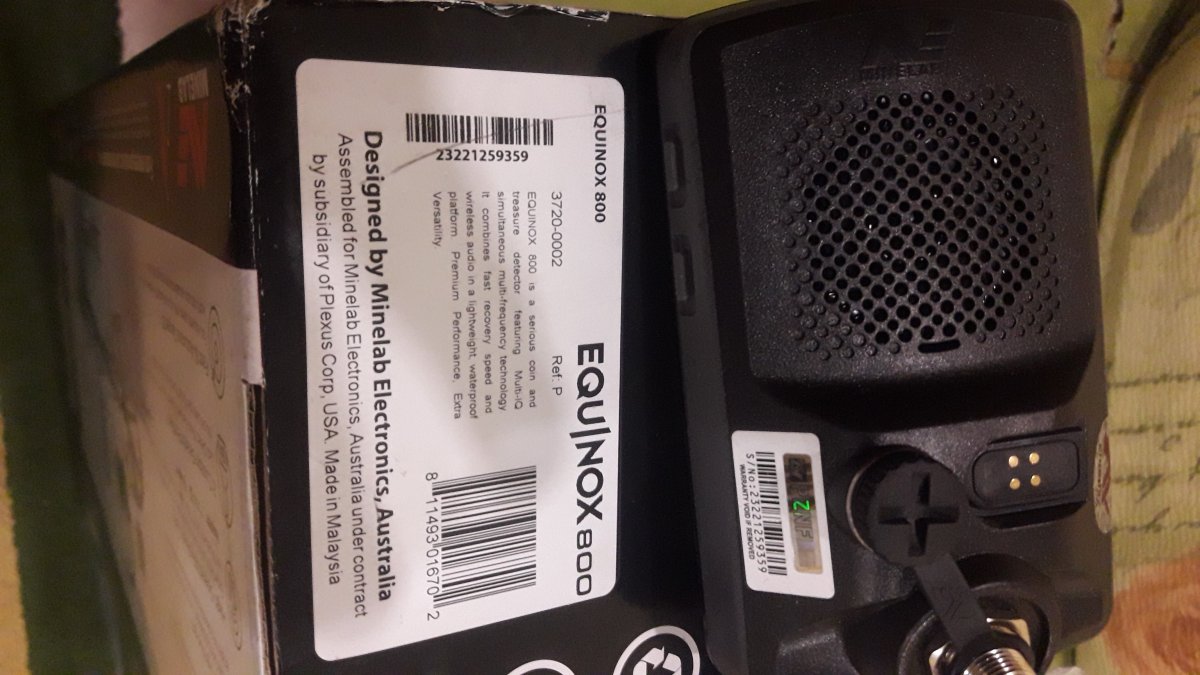 EQUINOX 800
EQUINOX 800
3720-0002 Ref: P
23221259359
EQUINOX 800 is a serious coin and
treasure detector featuring Multi-IQ
simultaneous multi-frequency technology
It combines fast recovery speed and
wireless audio in a lightweight, waterproof
platform. Premium Performance, Extra
Versatility.
8 11493 01670 2
Designed by Minelab Electronics, Australia
Assembled for Minelab Electronics, Australia under contract
by subsidiary of Plexus Corp, USA. Made in Malaysia
MINELAB
MINELAB
S/No:23221259359
WARRANTY VOID IF REMOVED